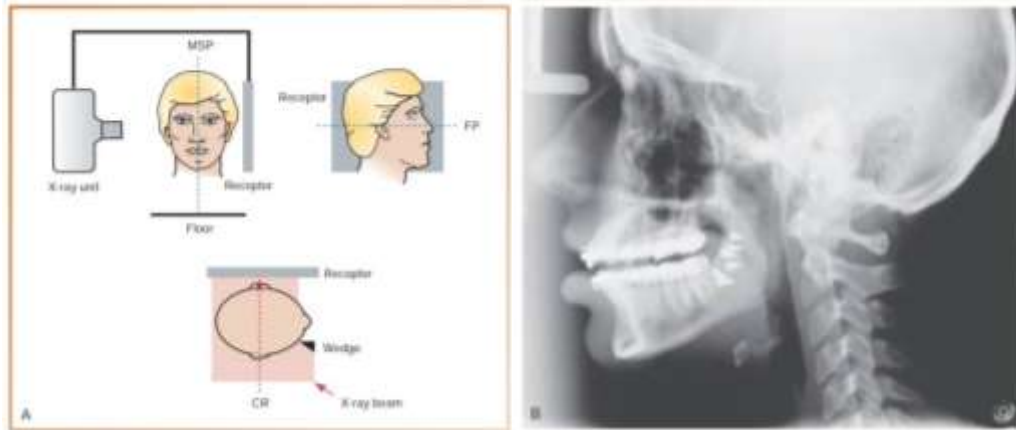 MSP
Receptor
FP
X-ray unit
Receptor
Floor
Receptor
Wedge
X-ray beam
CR
A
B